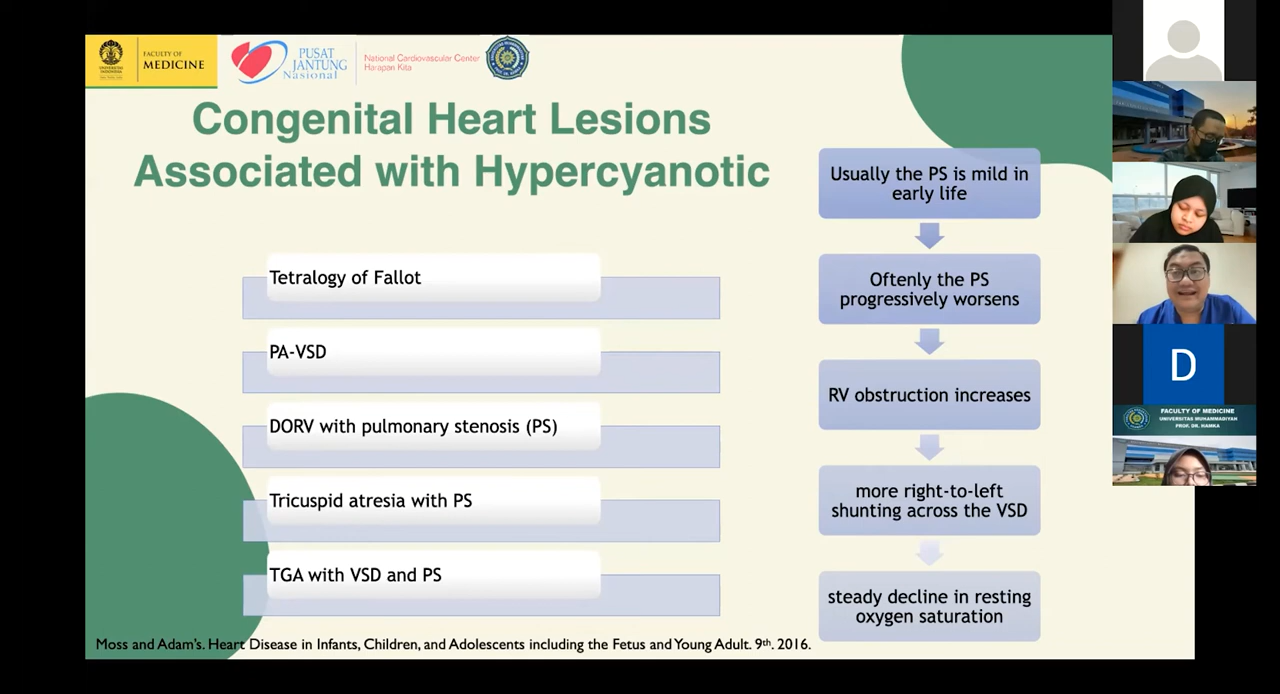 FACULTY OF
MEDICINE
UNIVERSITAS
INDONESIA
PUSAT
JANTUNG
Nasional
National Cardiovascular Center
Harapan Kita
Congenital Heart Lesions
Associated with Hypercyanotic
Tetralogy of Fallot
PA-VSD
DORV with pulmonary stenosis (PS)
Tricuspid atresia with PS
TGA with VSD and PS
Usually the PS is mild in
early life
Oftenly the PS
progressively worsens
RV obstruction increases
more right-to-left
shunting across the VSD
steady decline in resting
oxygen saturation
Moss and Adam's. Heart Disease in Infants, Children, and Adolescents including the Fetus and Young Adult. 9th. 2016.
D
FACULTY OF MEDICINE
UNIVERSITAS MUHAMMADIYAH
PROF. DR. HAMKA